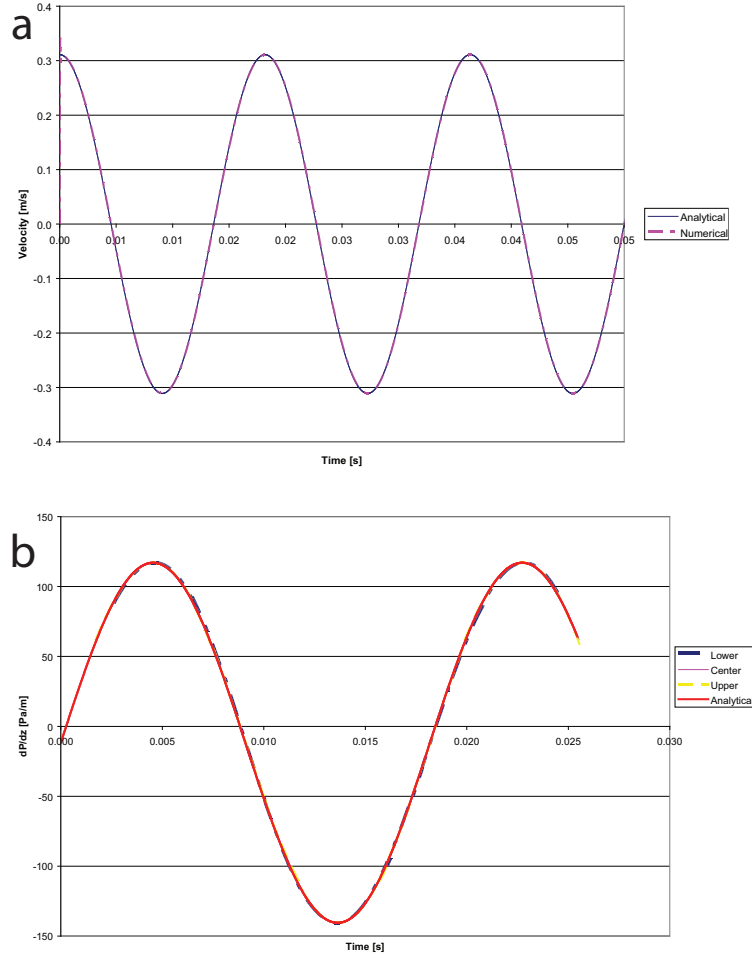 a
0.4
0.3
0.2
0.1
0.0
-0.1
-0.2
-0.3
-0.4
Velocity [m/s]
0.00 0.01 0.01 0.02 0.02 0.03 0.03 0.04 0.04 0.05 0.05
Time [s]
Analytical
Numerical
b
150
100
50
0
-50
-100
-150
dP/dz [Pa/m]
0.000 0.005 0.010 0.015 0.020 0.025 0.030
Time [s]
Lower
Center
Upper
Analytica